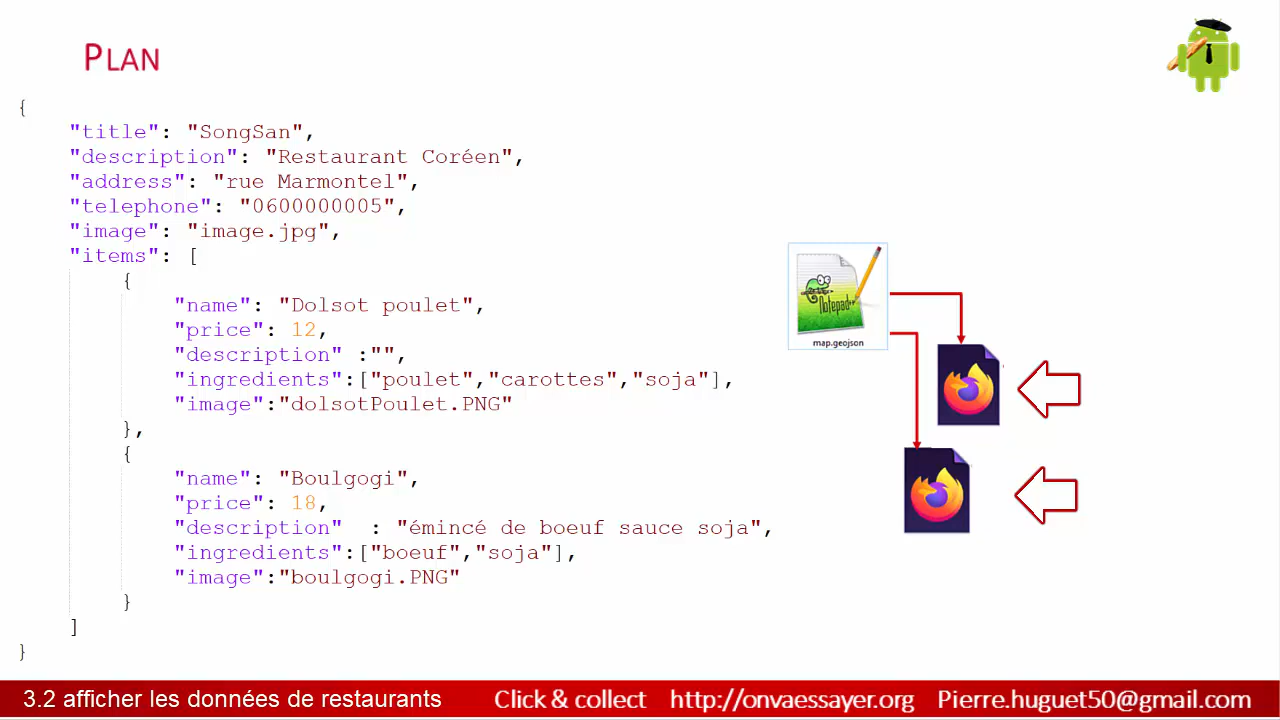 PLAN
{
"title": "SongSan",
"description": "Restaurant Coréen",
"address": "rue Marmontel",
"telephone": "0600000005",
"image": "image.jpg",
"items": [
{
"name": "Dolsot poulet",
"price": 12,
"description" :"",
"ingredients":["poulet","carottes","soja"],
"image":"dolsotPoulet.PNG"
},
{
"name": "Boulgogi",
"price": 18,
"description" : "émincé de boeuf sauce soja",
"ingredients":["boeuf","soja"],
"image":"boulgogi.PNG"
}
]
}
Notepad++
map.geojson
3.2 afficher les données de restaurants Click & collect http://onvaessayer.org Pierre.huguet50@gmail.com